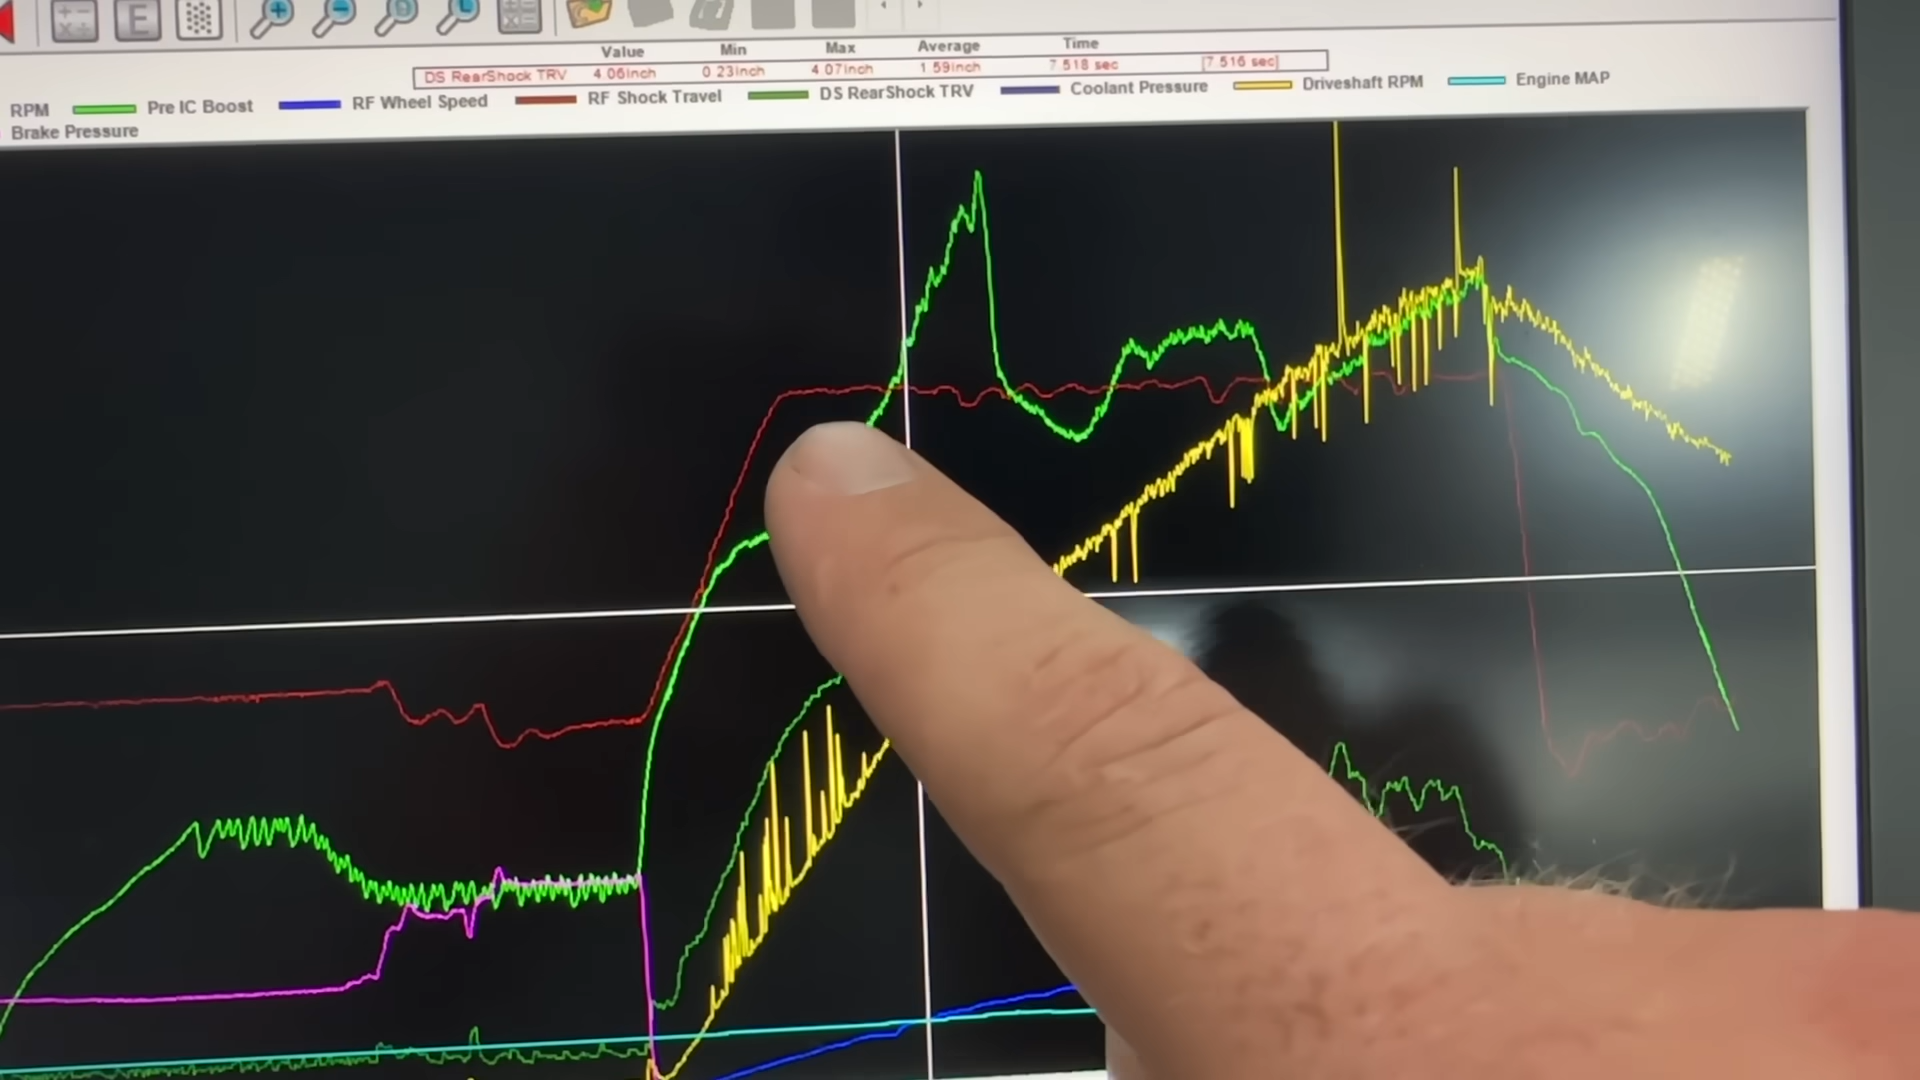 E
Value Min Max Average Time
DS RearShock TRV 4.06inch 0.23inch 4.07inch 1.59inch 7.518 sec [7.516 sec]
RPM Pre IC Boost RF Wheel Speed RF Shock Travel DS RearShock TRV Coolant Pressure Driveshaft RPM Engine MAP
Brake Pressure